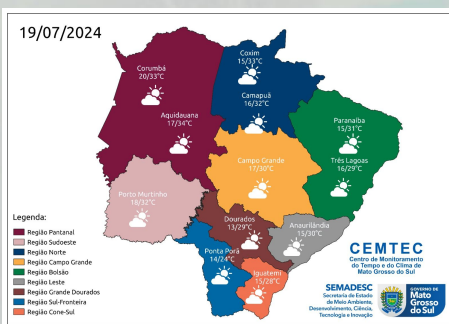 19/07/2024
Corumbá
20/33°C
Aquidauana
17/34°C
Coxim
15/33°C
Camapuã
16/32°C
Paranaíba
15/31°C
Três Lagoas
16/29°C
Campo Grande
17/30°C
Porto Murtinho
18/32°C
Dourados
13/29°C
Anaurilândia
15/30°C
Ponta Porã
14/24°C
Iguatemi
15/28°C
Legenda:
Região Pantanal
Região Sudoeste
Região Norte
Região Campo Grande
Região Bolsão
Região Leste
Região Grande Dourados
Região Sul-Fronteira
Região Cone-Sul
CEMTEC
Centro de Monitoramento
do Tempo e do Clima de
Mato Grosso do Sul
SEMADESC
Secretaria de Estado
de Meio Ambiente,
Desenvolvimento, Ciência,
Tecnologia e Inovação
GOVERNO DE
Mato
Grosso
do Sul